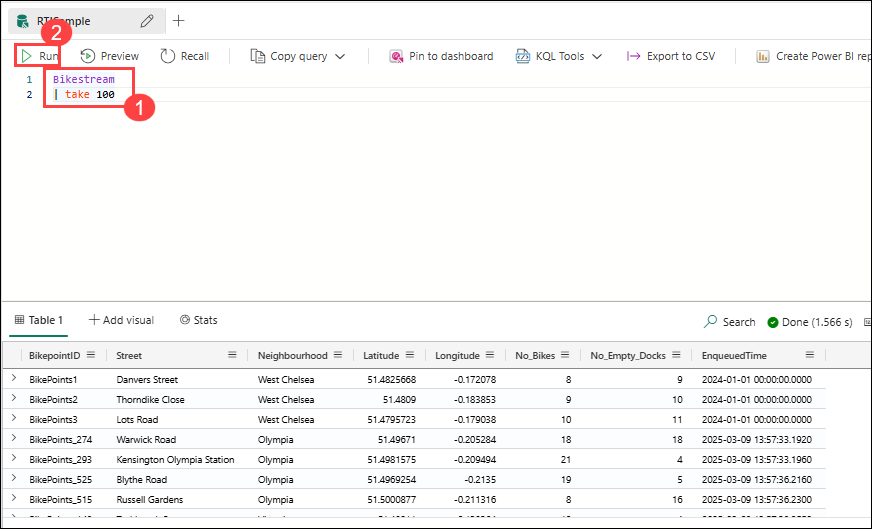 RTISample
2
Run Preview Recall Copy query Pin to dashboard KQL Tools Export to CSV Create Power BI rep
1 Bikestream
2 | take 100
1
Table 1 Add visual Stats Search Done (1.566 s)
BikepointID Street Neighbourhood Latitude Longitude No_Bikes No_Empty_Docks EnqueuedTime
BikePoints1 Danvers Street West Chelsea 51.4825668 -0.172078 8 9 2024-01-01 00:00:00.0000
BikePoints2 Thorndike Close West Chelsea 51.4809 -0.183853 9 10 2024-01-01 00:00:00.0000
BikePoints3 Lots Road West Chelsea 51.4795723 -0.179038 10 11 2024-01-01 00:00:00.0000
BikePoints_274 Warwick Road Olympia 51.49671 -0.205284 18 18 2025-03-09 13:57:33.1920
BikePoints_293 Kensington Olympia Station Olympia 51.4981575 -0.209494 21 4 2025-03-09 13:57:33.1960
BikePoints_525 Blythe Road Olympia 51.4969254 -0.2135 19 5 2025-03-09 13:57:36.2160
BikePoints_515 Russell Gardens Olympia 51.5000877 -0.211316 8 16 2025-03-09 13:57:36.2300